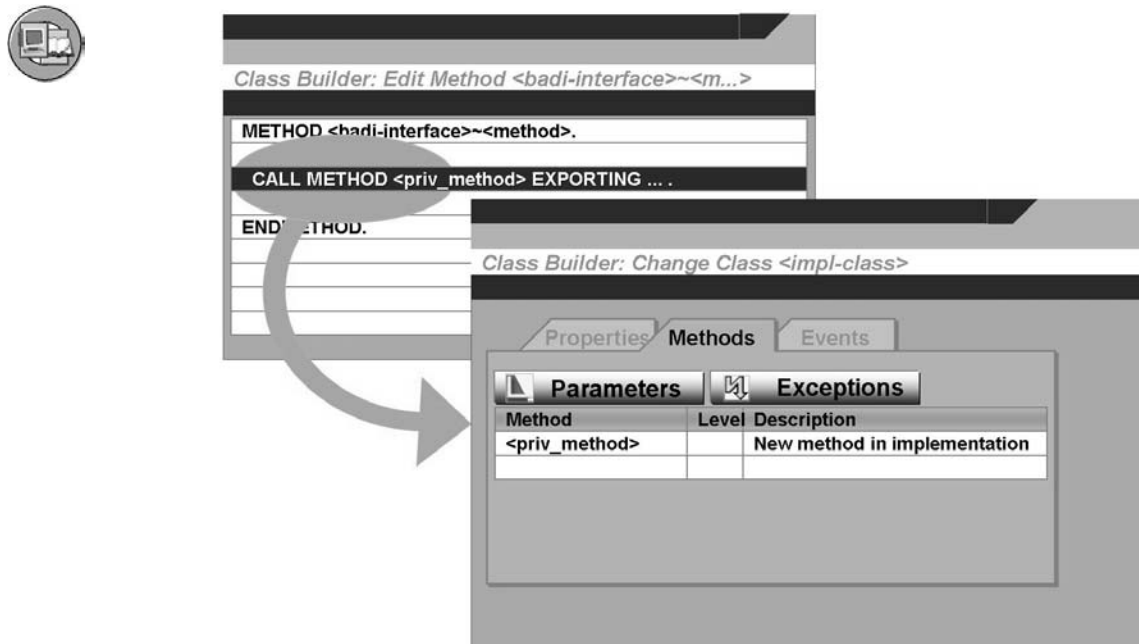 Class Builder: Edit Method <badi-interface>~<m...>
METHOD <badi-interface>~<method>.
CALL METHOD <priv_method> EXPORTING ... .
ENDMETHOD.
Class Builder: Change Class <impl-class>
Properties Methods Events
Parameters Exceptions
Method Level Description
<priv_method> New method in implementation